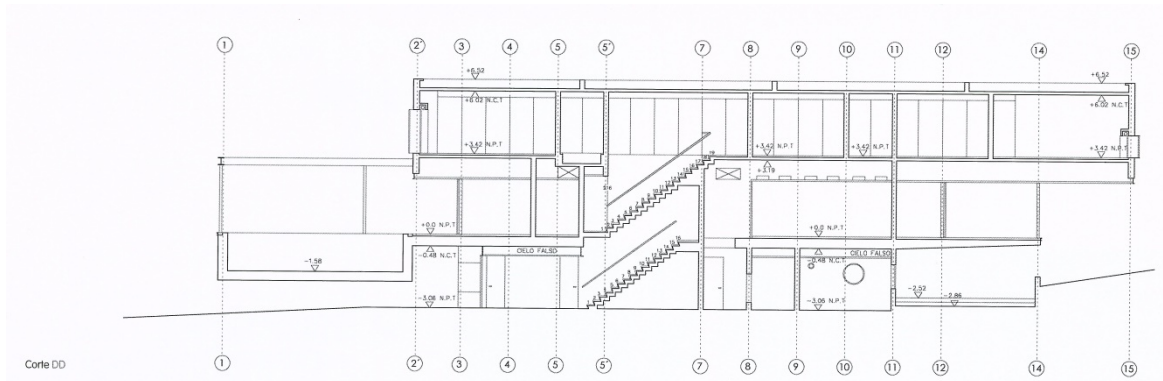 1 2' 3 4 5 5' 7 8 9 10 11 12 14 15
+6.52 +6.52
+6.02 N.C.T +6.02 N.C.T
+3.42 N.P.T +3.42 N.P.T +3.42 N.P.T +3.42 N.P.T
+3.19
+0.0 N.P.T +0.0 N.P.T
-0.48 N.C.T CIELO FALSO -0.48 N.C.T CIELO FALSO
-1.58
-2.52
-3.06 N.P.T -3.06 N.P.T -2.86
Corte DD
1 2' 3 4 5 5' 7 8 9 10 11 12 14 15